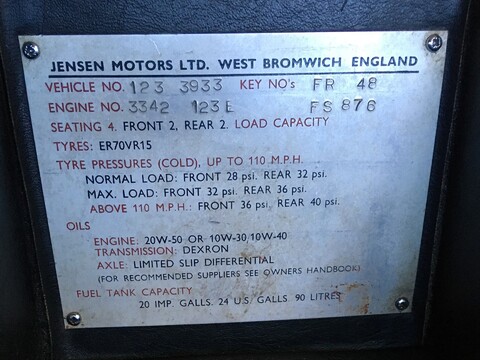 JENSEN MOTORS LTD. WEST BROMWICH ENGLAND
VEHICLE NO. 123 3933 KEY NO's FR 48
ENGINE NO. 3342 123E FS 876
SEATING 4. FRONT 2, REAR 2. LOAD CAPACITY
TYRES: ER70VR15
TYRE PRESSURES (COLD), UP TO 110 M.P.H.
NORMAL LOAD: FRONT 28 psi. REAR 32 psi.
MAX. LOAD: FRONT 32 psi. REAR 36 psi.
ABOVE 110 M.P.H.: FRONT 36 psi. REAR 40 psi.
OILS
ENGINE: 20W-50 OR 10W-30/10W-40
TRANSMISSION: DEXRON
AXLE: LIMITED SLIP DIFFERENTIAL
(FOR RECOMMENDED SUPPLIERS SEE OWNERS HANDBOOK)
FUEL TANK CAPACITY
20 IMP. GALLS. 24 U.S. GALLS. 90 LITRES